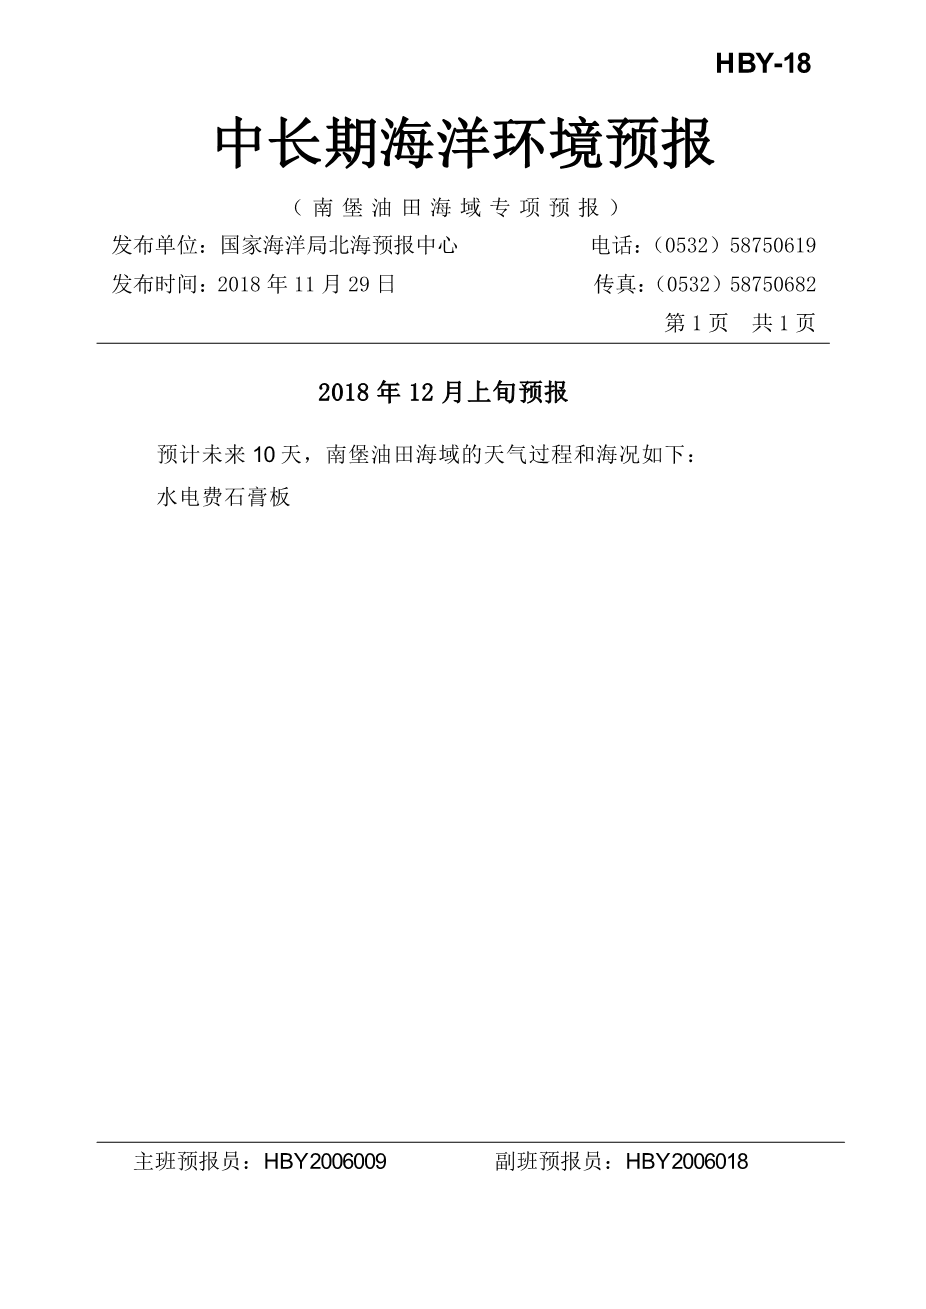 HBY-18
中长期海洋环境预报
（南堡油田海域专项预报）
发布单位：国家海洋局北海预报中心 电话：（0532）58750619
发布时间：2018 年 11 月 29 日 传真：（0532）58750682
第 1 页 共 1 页
2018 年 12 月上旬预报
预计未来 10 天，南堡油田海域的天气过程和海况如下：
水电费石膏板
主班预报员：HBY2006009 副班预报员：HBY2006018